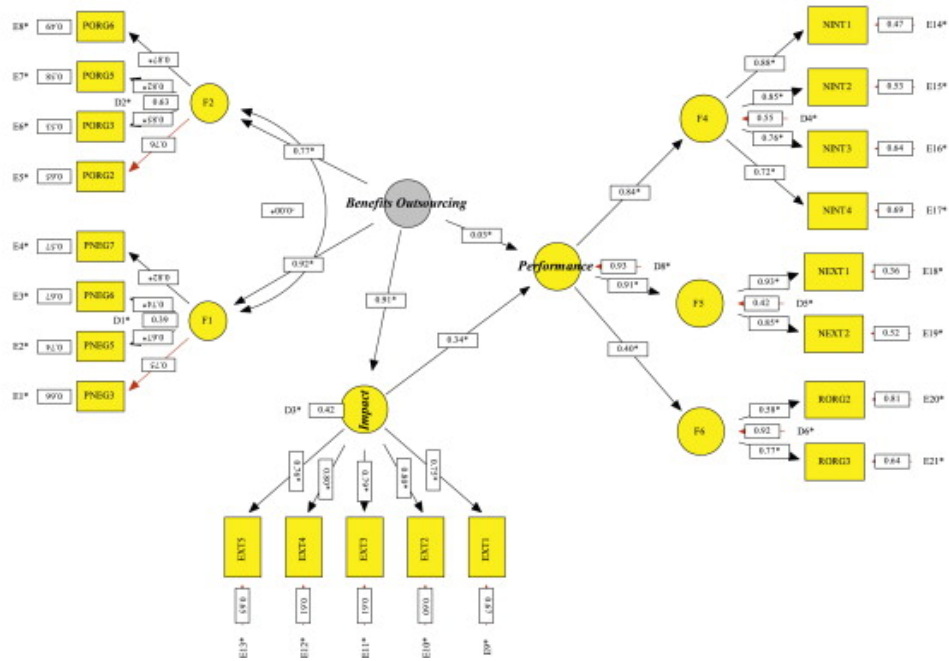 E8* 0.49 PORG6
0.87*
E7* 0.58 PORG5
0.82*
D2* 0.63
F2
E6* 0.53 PORG3
0.85*
0.76
E5* 0.65 PORG2
0.77*
-0.00*
Benefits Outsourcing
E4* 0.57 PNEG7
0.82*
0.92*
E3* 0.67 PNEG6
0.74*
D1* 0.39
F1
E2* 0.74 PNEG5
0.67*
0.75
E1* 0.66 PNEG3
0.91*
0.03*
Performance
0.93 D8*
0.34*
D3* 0.42 Impact
0.76*
0.80*
0.79*
0.75*
EXT5
EXT4
EXT3
EXT2
EXT1
0.61
0.61
0.60
0.67
E13*
E12*
E11*
E10*
E9*
0.84*
0.91*
0.40*
NINT1 0.47 E14*
0.88*
NINT2 0.53 E15*
0.85*
F4
0.55 D4*
NINT3 0.64 E16*
0.76*
0.72*
NINT4 0.69 E17*
NEXT1 0.36 E18*
0.93*
F5
0.42 D5*
0.85*
NEXT2 0.52 E19*
RORG2 0.81 E20*
0.58*
F6
0.92 D6*
0.77*
RORG3 0.64 E21*